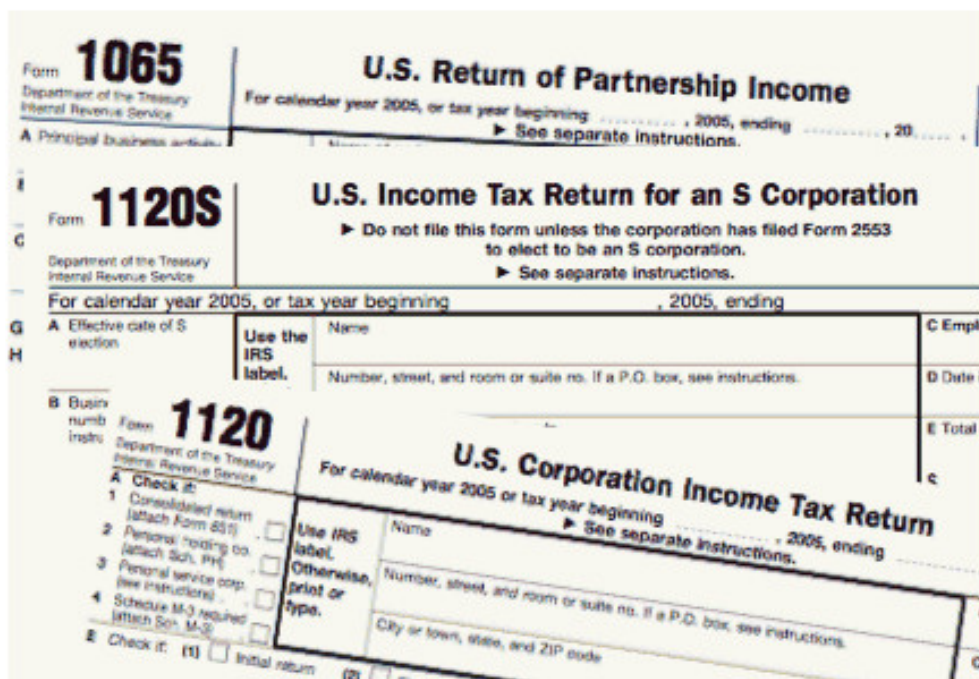 Form 1065
Department of the Treasury
Internal Revenue Service
U.S. Return of Partnership Income
For calendar year 2005, or tax year beginning .......... , 2005, ending .......... , 20 ..... .
▶ See separate instructions.
A Principal business activity
G
H
Form 1120S
Department of the Treasury
Internal Revenue Service
U.S. Income Tax Return for an S Corporation
▶ Do not file this form unless the corporation has filed Form 2553
to elect to be an S corporation.
▶ See separate instructions.
For calendar year 2005, or tax year beginning , 2005, ending
A Effective date of S
election
Use the
IRS
label.
Name
Number, street, and room or suite no. If a P.O. box, see instructions.
C Empl
D Date
E Total
$
B Busin
numb
instru
Form 1120
Department of the Treasury
Internal Revenue Service
U.S. Corporation Income Tax Return
For calendar year 2005 or tax year beginning .......... , 2005, ending ..........
▶ See separate instructions.
A Check if:
1 Consolidated return
(attach Form 851)
2 Personal holding co.
(attach Sch. PH)
3 Personal service corp.
(see instructions)
4 Schedule M-3 required
(attach Sch. M-3)
Use IRS
label.
Otherwise,
print or
type.
Name
Number, street, and room or suite no. If a P.O. box, see instructions.
City or town, state, and ZIP code
E Check if: (1) Initial return (2)